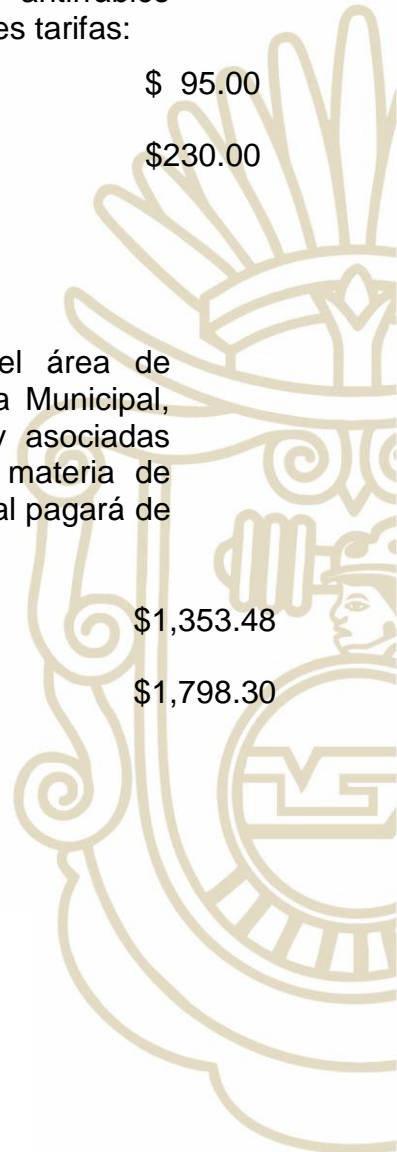 es tarifas:
$ 95.00
$230.00
el área de
a Municipal,
y asociadas
materia de
al pagará de
$1,353.48
$1,798.30